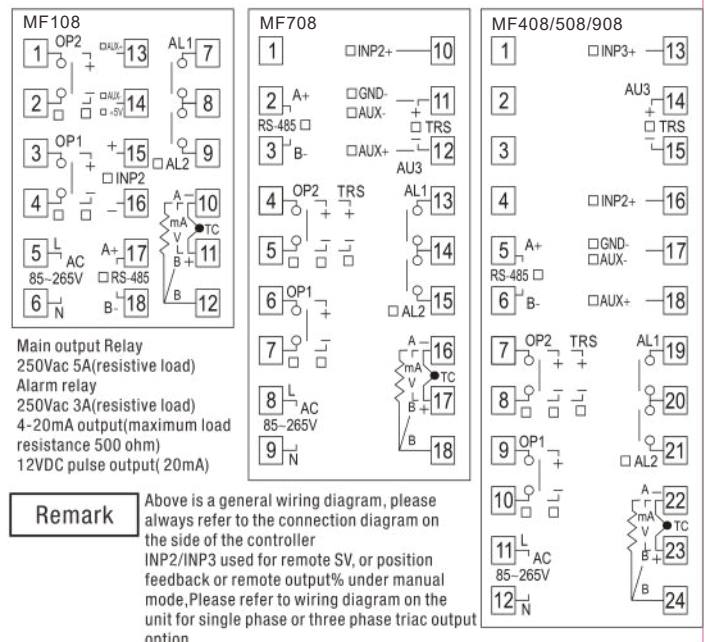 MF108
1 OP2 □AUX+ 13 AL1 7
+
2 □AUX- 14 8
□ □ □ +5V
3 OP1 + 15 9
+ □ INP2 □ AL2
4 − 16 A − 10
□ □ mA TC
5 L A+ 17 V 11
AC B +
85~265V □ RS-485
6 N B- 18 B 12
MF708
1 □INP2+ 10
2 A+ □GND- 11
RS-485 □ □AUX- + □ TRS
3 B- □AUX+ 12
AU3
4 OP2 TRS AL1 13
+ +
5 14
□ □ □
6 OP1 15
+ □ AL2
7 A − 16
□ □ mA TC
8 L V 17
AC B +
85~265V
9 N B 18
MF408/508/908
1 □ INP3+ 13
2 AU3 14
+ □ TRS
3 15
4 □ INP2+ 16
5 A+ □GND- 17
RS-485 □ □AUX-
6 B- □AUX+ 18
7 OP2 TRS AL1 19
+ +
8 20
□ □ □
9 OP1 21
+ □ AL2
10 A − 22
□ □ mA TC
11 L V 23
AC B +
85~265V
12 N B 24
Main output Relay
250Vac 5A(resistive load)
Alarm relay
250Vac 3A(resistive load)
4-20mA output(maximum load
resistance 500 ohm)
12VDC pulse output( 20mA)
Remark
Above is a general wiring diagram, please
always refer to the connection diagram on
the side of the controller
INP2/INP3 used for remote SV, or position
feedback or remote output% under manual
mode,Please refer to wiring diagram on the
unit for single phase or three phase triac output
option